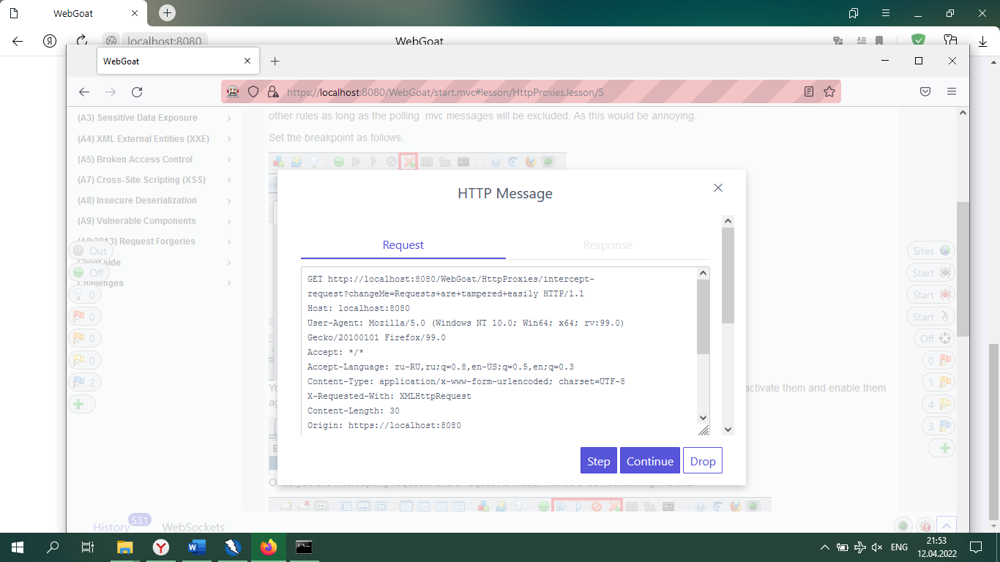 WebGoat
localhost:8080
WebGoat
WebGoat
https://localhost:8080/WebGoat/start.mvc#lesson/HttpProxies.lesson/5
(A3) Sensitive Data Exposure
(A4) XML External Entities (XXE)
(A5) Broken Access Control
(A7) Cross-Site Scripting (XSS)
(A8) Insecure Deserialization
(A9) Vulnerable Components
(A8:2013) Request Forgeries
Client side
Challenges
Out
Off
0
0
0
0
2
other rules as long as the polling .mvc messages will be excluded. As this would be annoying.
Set the breakpoint as follows:
HTTP Message
Request
Response
GET http://localhost:8080/WebGoat/HttpProxies/intercept-
request?changeMe=Requests+are+tampered+easily HTTP/1.1
Host: localhost:8080
User-Agent: Mozilla/5.0 (Windows NT 10.0; Win64; x64; rv:99.0)
Gecko/20100101 Firefox/99.0
Accept: */*
Accept-Language: ru-RU,ru;q=0.8,en-US;q=0.5,en;q=0.3
Content-Type: application/x-www-form-urlencoded; charset=UTF-8
X-Requested-With: XMLHttpRequest
Content-Length: 30
Origin: https://localhost:8080
Step
Continue
Drop
activate them and enable them
Sites
Start
Start
Start
Off
0
1
4
3
History
531
WebSockets
ENG
21:53
12.04.2022